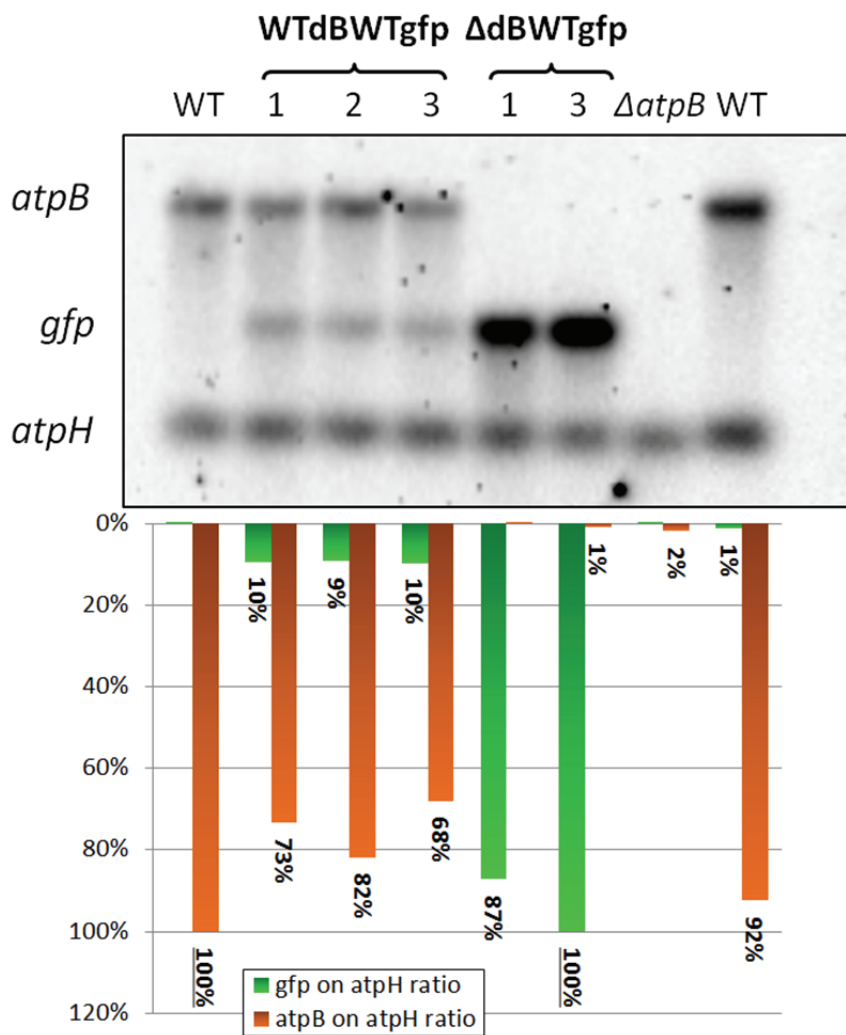 WTdBWTgfp ΔdBWTgfp
WT 1 2 3 1 3 ΔatpB WT
atpB
gfp
atpH
0%
10% 9% 10% 1% 2% 1%
20%
40%
60%
73% 82% 68%
80%
87% 92%
100%
100% 100%
gfp on atpH ratio
atpB on atpH ratio
120%